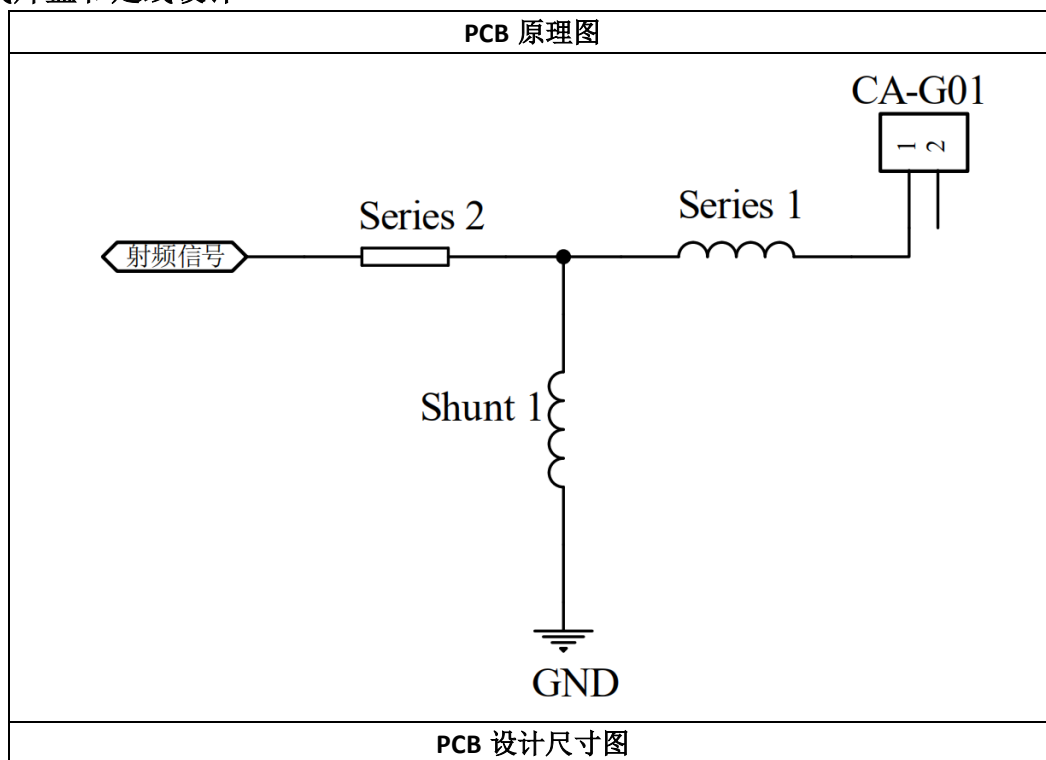 PCB 原理图
CA-G01
1 2
Series 2
Series 1
射频信号
Shunt 1
GND
PCB 设计尺寸图